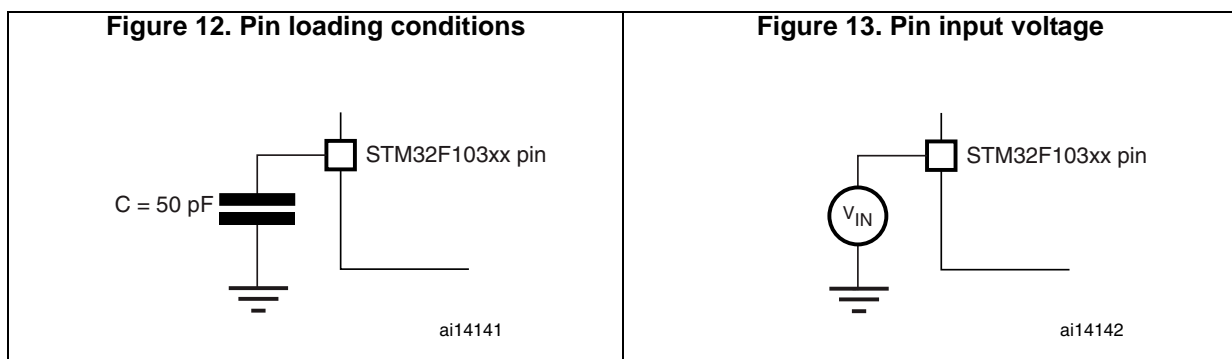 Figure 12. Pin loading conditions
STM32F103xx pin
C = 50 pF
ai14141
Figure 13. Pin input voltage
STM32F103xx pin
VIN
ai14142